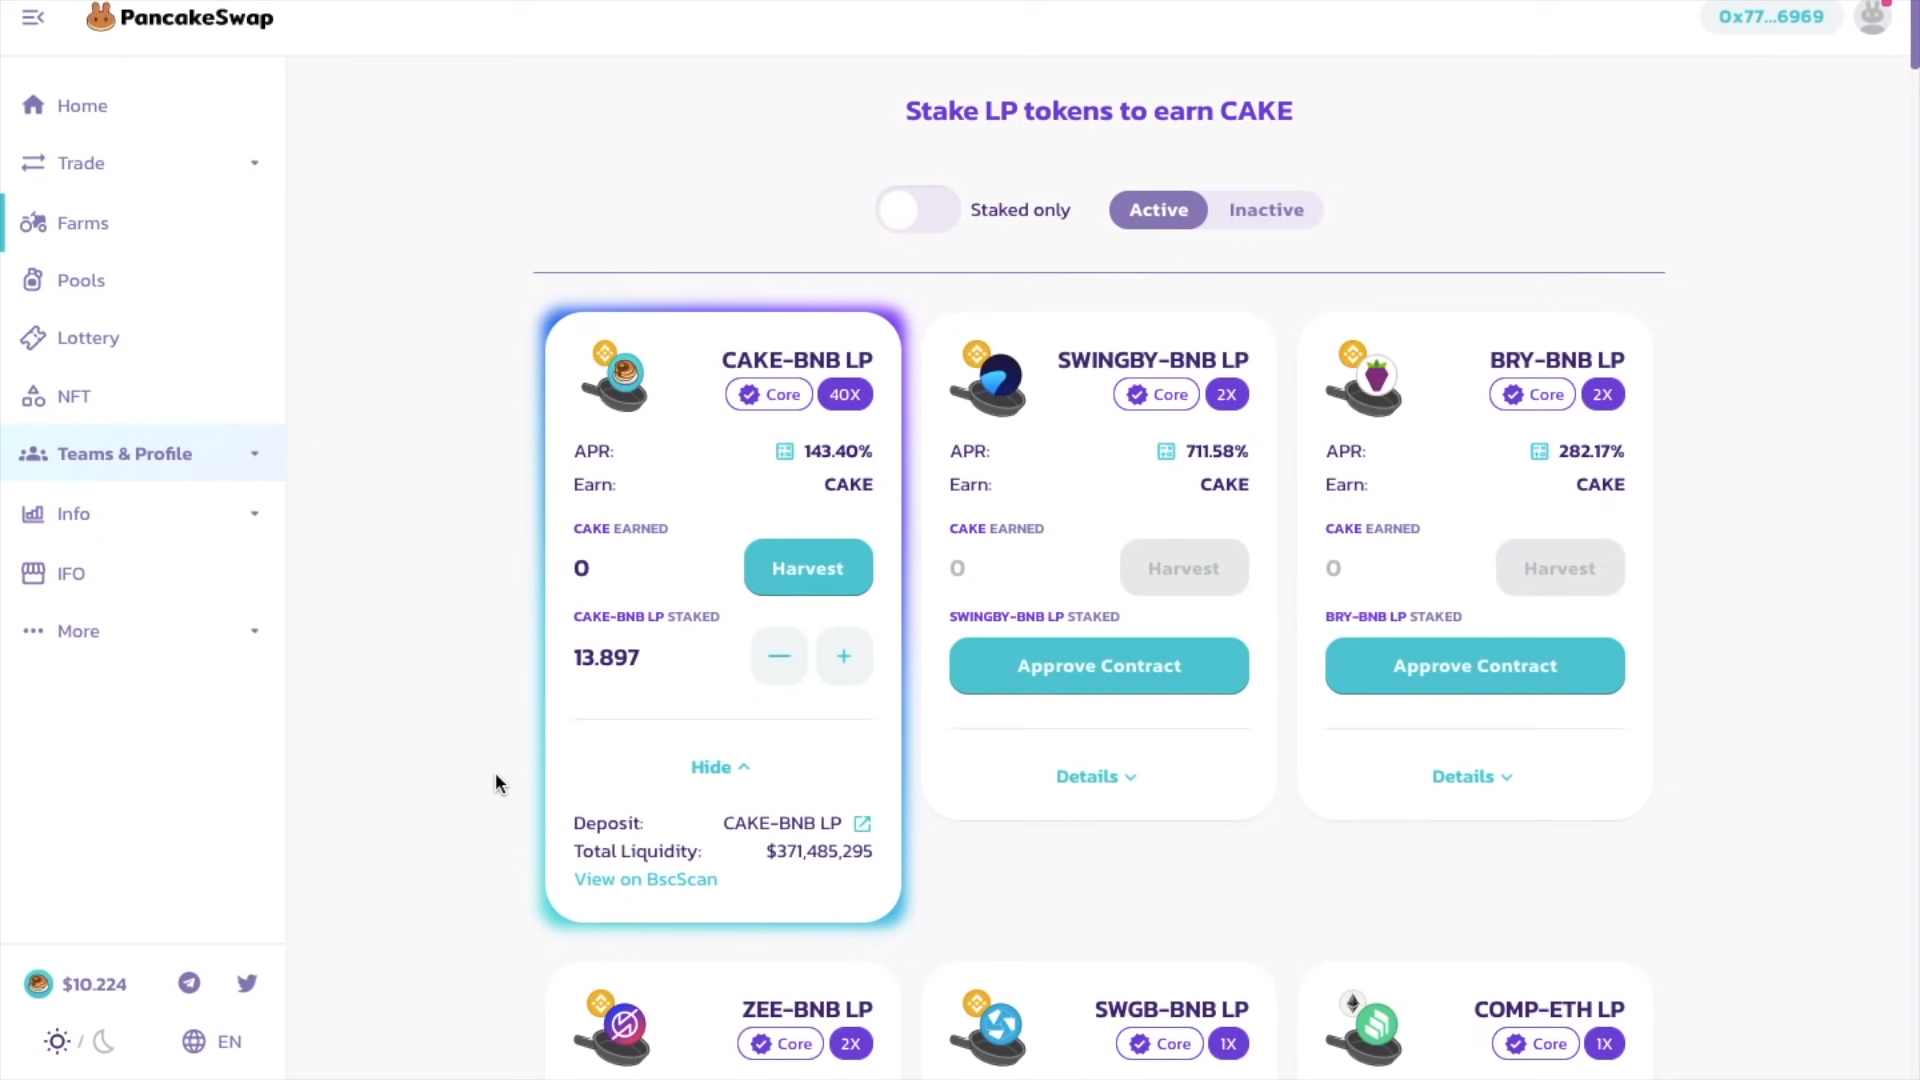 PancakeSwap
0x77...6969
Home
Trade
Farms
Pools
Lottery
NFT
Teams & Profile
Info
IFO
More
$10.224
/
EN
Stake LP tokens to earn CAKE
Staked only
Active
Inactive
CAKE-BNB LP
Core
40X
APR:
143.40%
Earn:
CAKE
CAKE EARNED
0
Harvest
CAKE-BNB LP STAKED
13.897
— +
Hide
Deposit:
CAKE-BNB LP
Total Liquidity:
$371,485,295
View on BscScan
SWINGBY-BNB LP
Core
2X
APR:
711.58%
Earn:
CAKE
CAKE EARNED
0
Harvest
SWINGBY-BNB LP STAKED
Approve Contract
Details
BRY-BNB LP
Core
2X
APR:
282.17%
Earn:
CAKE
CAKE EARNED
0
Harvest
BRY-BNB LP STAKED
Approve Contract
Details
ZEE-BNB LP
Core
2X
SWGB-BNB LP
Core
1X
COMP-ETH LP
Core
1X